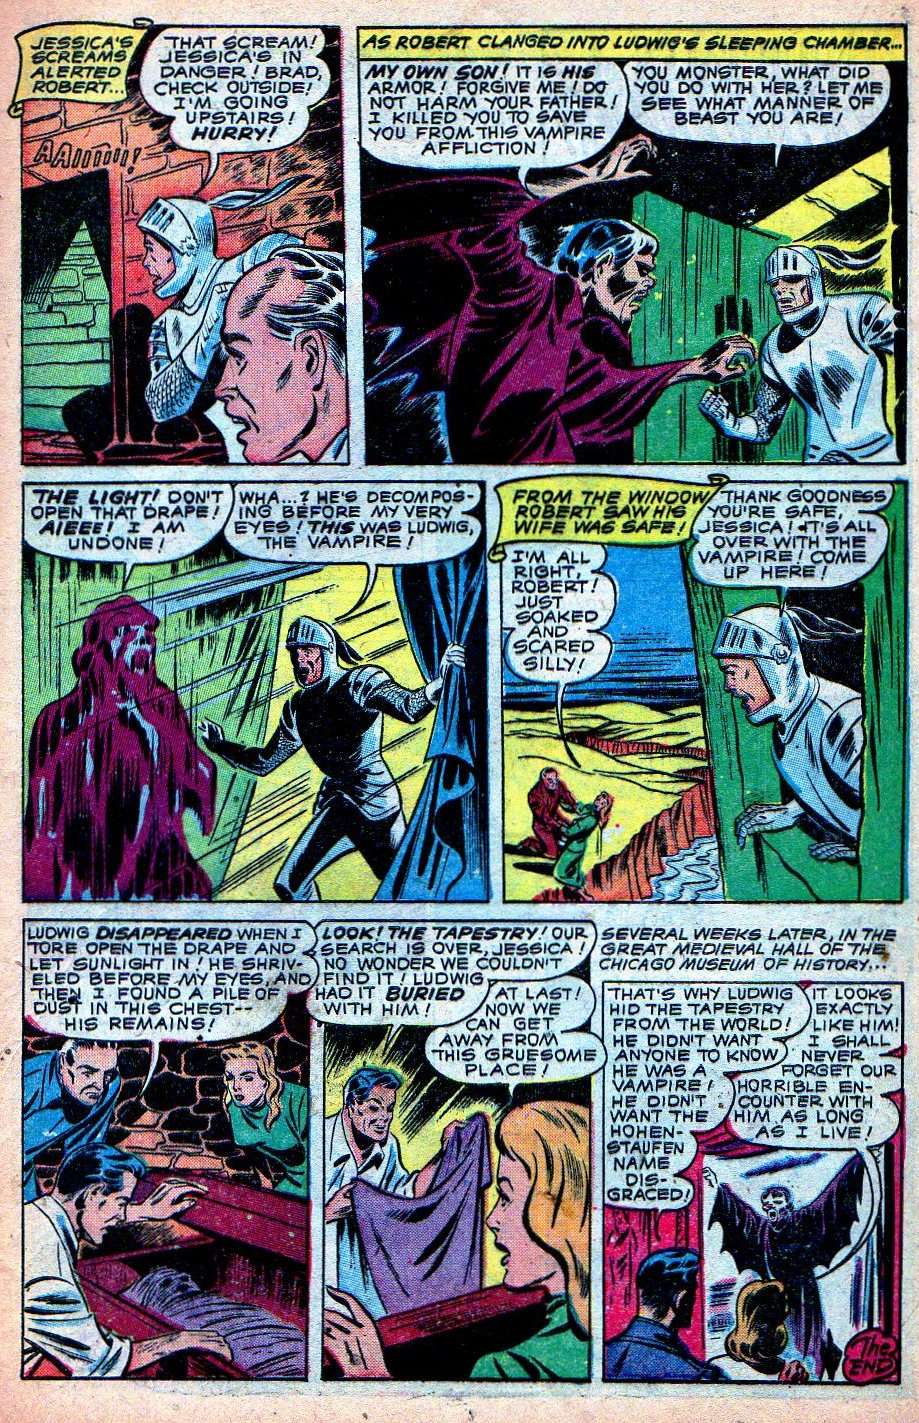 JESSICA'S
SCREAMS
ALERTED
ROBERT...
THAT SCREAM!
JESSICA'S IN
DANGER! BRAD,
CHECK OUTSIDE!
I'M GOING
UPSTAIRS!
HURRY!
AAIIIIIII!
AS ROBERT CLANGED INTO LUDWIG'S SLEEPING CHAMBER...
MY OWN SON! IT IS HIS
ARMOR! FORGIVE ME! DO
NOT HARM YOUR FATHER!
I KILLED YOU TO SAVE
YOU FROM THIS VAMPIRE
AFFLICTION!
YOU MONSTER, WHAT DID
YOU DO WITH HER? LET ME
SEE WHAT MANNER OF
BEAST YOU ARE!
THE LIGHT! DON'T
OPEN THAT DRAPE!
AIEEE! I AM
UNDONE!
WHA...? HE'S DECOMPOS-
ING BEFORE MY VERY
EYES! THIS WAS LUDWIG,
THE VAMPIRE!
FROM THE WINDOW
ROBERT SAW HIS
WIFE WAS SAFE!
I'M ALL
RIGHT,
ROBERT!
JUST
SOAKED
AND
SCARED
SILLY!
THANK GOODNESS
YOU'RE SAFE,
JESSICA! IT'S ALL
OVER WITH THE
VAMPIRE! COME
UP HERE!
LUDWIG DISAPPEARED WHEN I
TORE OPEN THE DRAPE AND
LET SUNLIGHT IN! HE SHRIV-
ELED BEFORE MY EYES, AND
THEN I FOUND A PILE OF
DUST IN THIS CHEST--
HIS REMAINS!
LOOK! THE TAPESTRY! OUR
SEARCH IS OVER, JESSICA!
NO WONDER WE COULDN'T
FIND IT! LUDWIG
HAD IT BURIED
WITH HIM!
AT LAST!
NOW WE
CAN GET
AWAY FROM
THIS GRUESOME
PLACE!
SEVERAL WEEKS LATER, IN THE
GREAT MEDIEVAL HALL OF THE
CHICAGO MUSEUM OF HISTORY...
THAT'S WHY LUDWIG
HID THE TAPESTRY
FROM THE WORLD!
HE DIDN'T WANT
ANYONE TO KNOW
HE WAS A
VAMPIRE!
HE DIDN'T
WANT THE
HOHEN-
STAUFEN
NAME
DIS-
GRACED!
IT LOOKS
EXACTLY
LIKE HIM!
I SHALL
NEVER
FORGET OUR
HORRIBLE EN-
COUNTER WITH
HIM AS LONG
AS I LIVE!
The
END